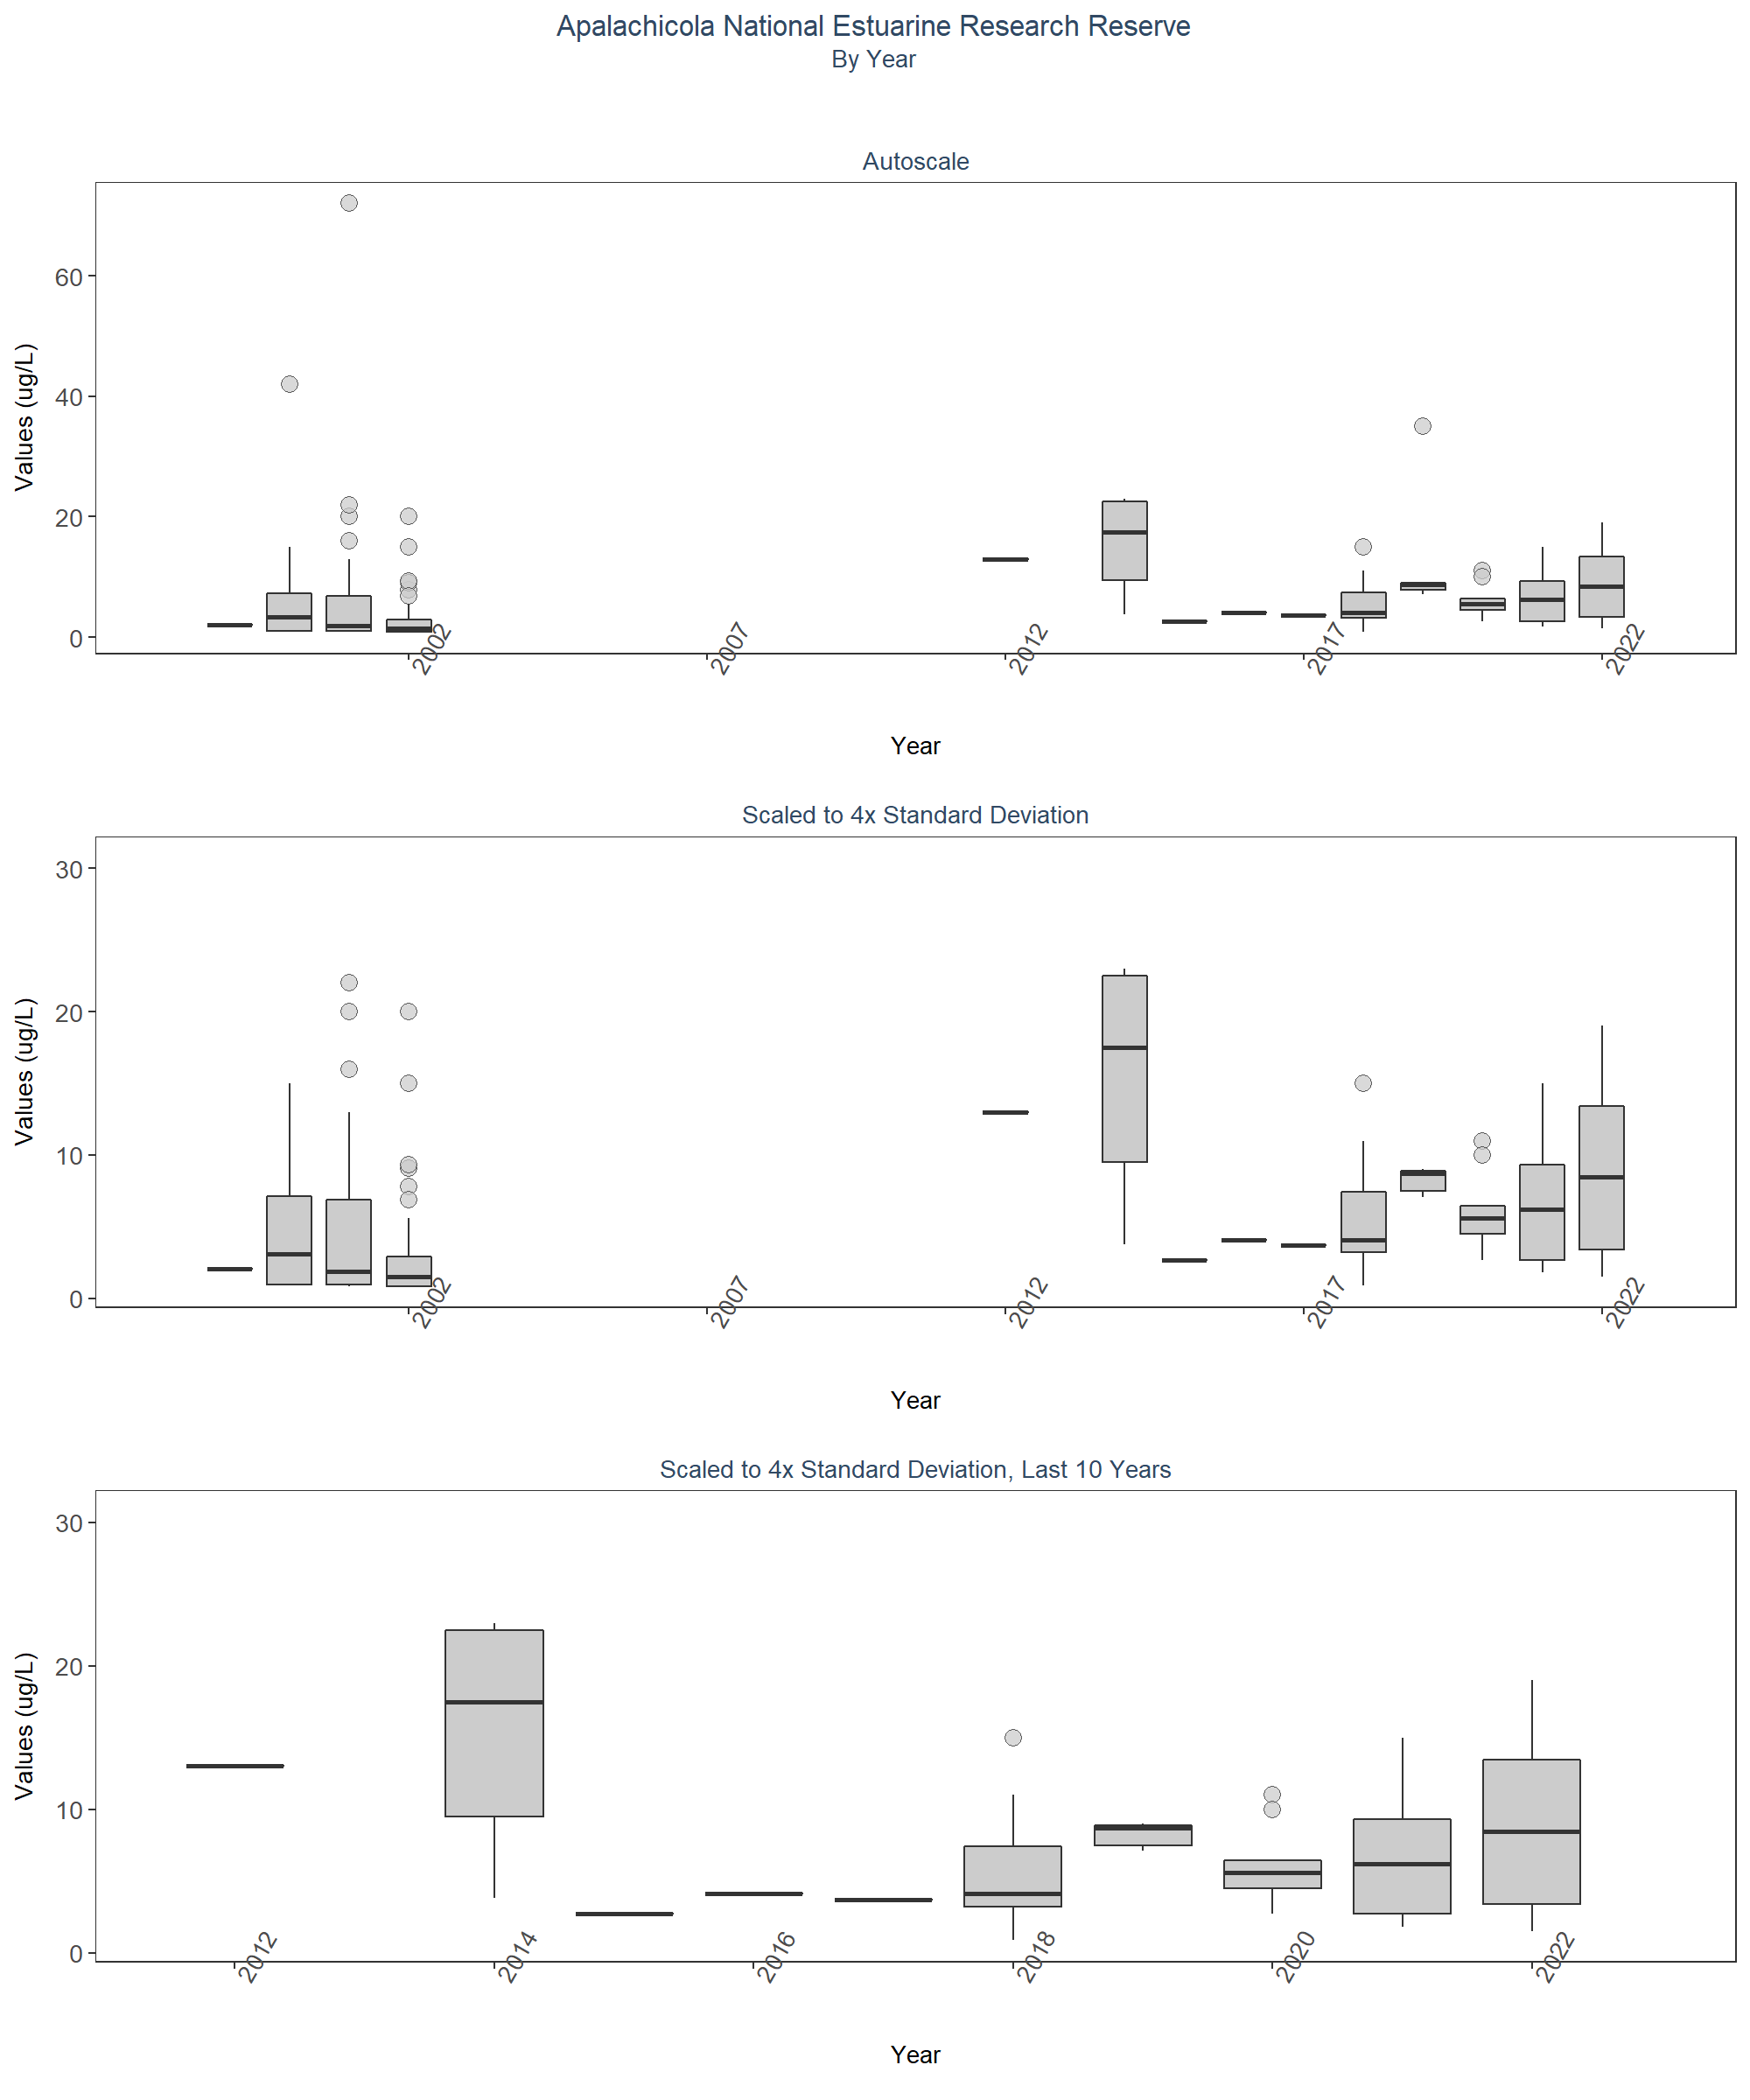 Apalachicola National Estuarine Research Reserve
By Year
Autoscale
Values (ug/L)
60
40
20
0
2002 2007 2012 2017 2022
Year
Scaled to 4x Standard Deviation
Values (ug/L)
30
20
10
0
2002 2007 2012 2017 2022
Year
Scaled to 4x Standard Deviation, Last 10 Years
Values (ug/L)
30
20
10
0
2012 2014 2016 2018 2020 2022
Year